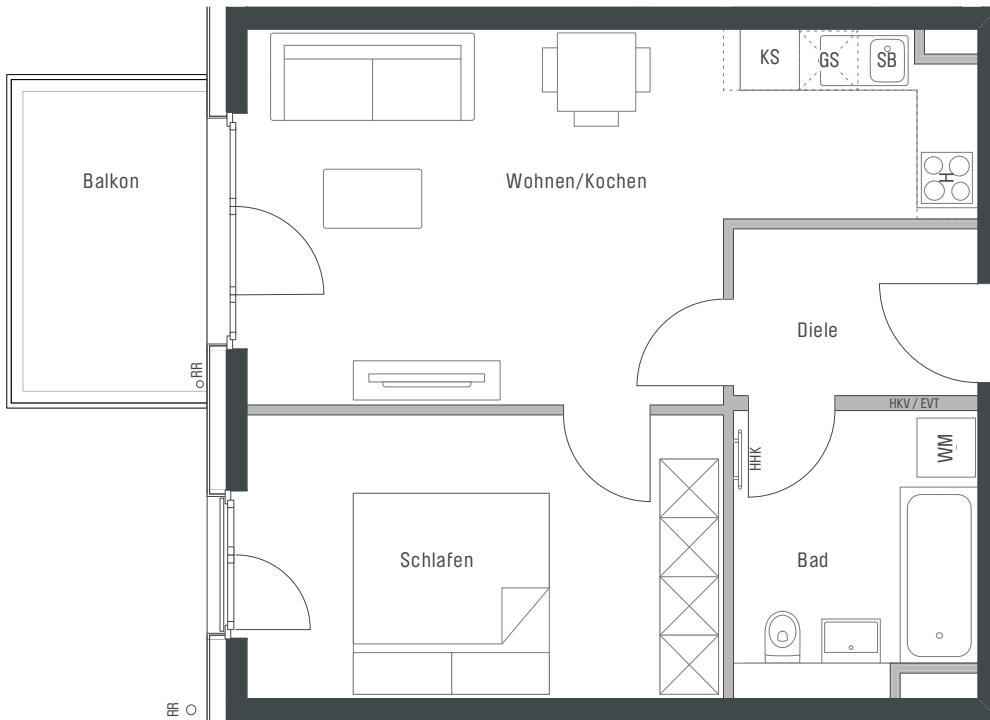 KS
GS
SB
Balkon
Wohnen/Kochen
H
Diele
RR
HKV / EVT
HHK
WM
Schlafen
Bad
RR